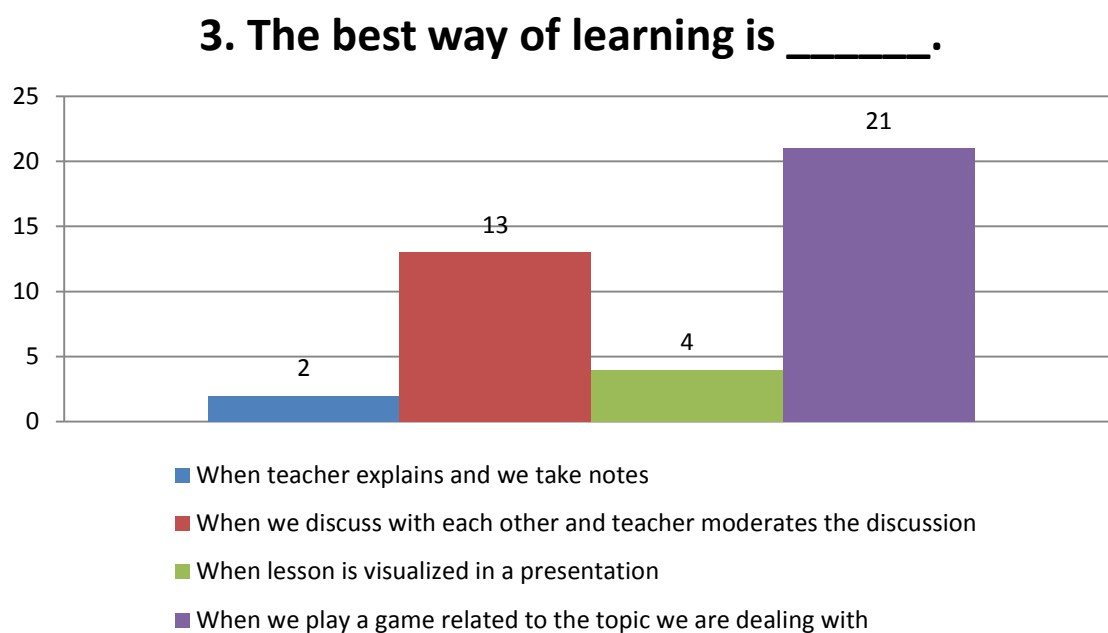 3. The best way of learning is ______.
25
21
20
15
13
10
5
4
2
0
When teacher explains and we take notes
When we discuss with each other and teacher moderates the discussion
When lesson is visualized in a presentation
When we play a game related to the topic we are dealing with